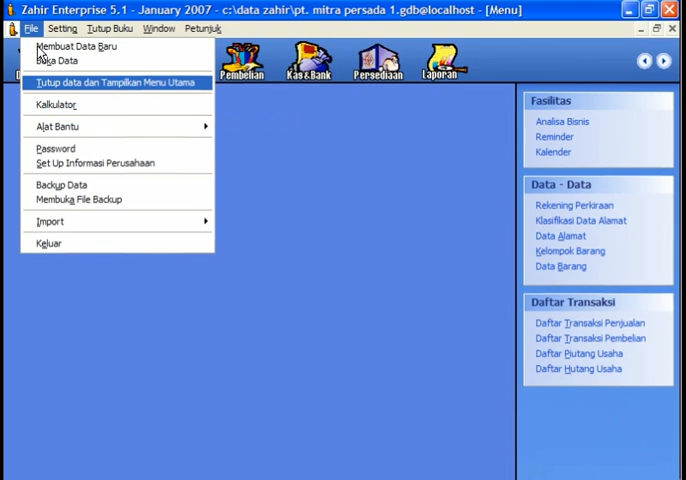 Zahir Enterprise 5.1 - January 2007 - c:\data zahir\pt. mitra persada 1.gdb@localhost - [Menu]
File Setting Tutup Buku Window Petunjuk
Pembelian Kas&Bank Persediaan Laporan
Membuat Data Baru
Buka Data
Tutup data dan Tampilkan Menu Utama
Kalkulator
Alat Bantu
Password
Set Up Informasi Perusahaan
Backup Data
Membuka File Backup
Import
Keluar
Fasilitas
Analisa Bisnis
Reminder
Kalender
Data - Data
Rekening Perkiraan
Klasifikasi Data Alamat
Data Alamat
Kelompok Barang
Data Barang
Daftar Transaksi
Daftar Transaksi Penjualan
Daftar Transaksi Pembelian
Daftar Piutang Usaha
Daftar Hutang Usaha